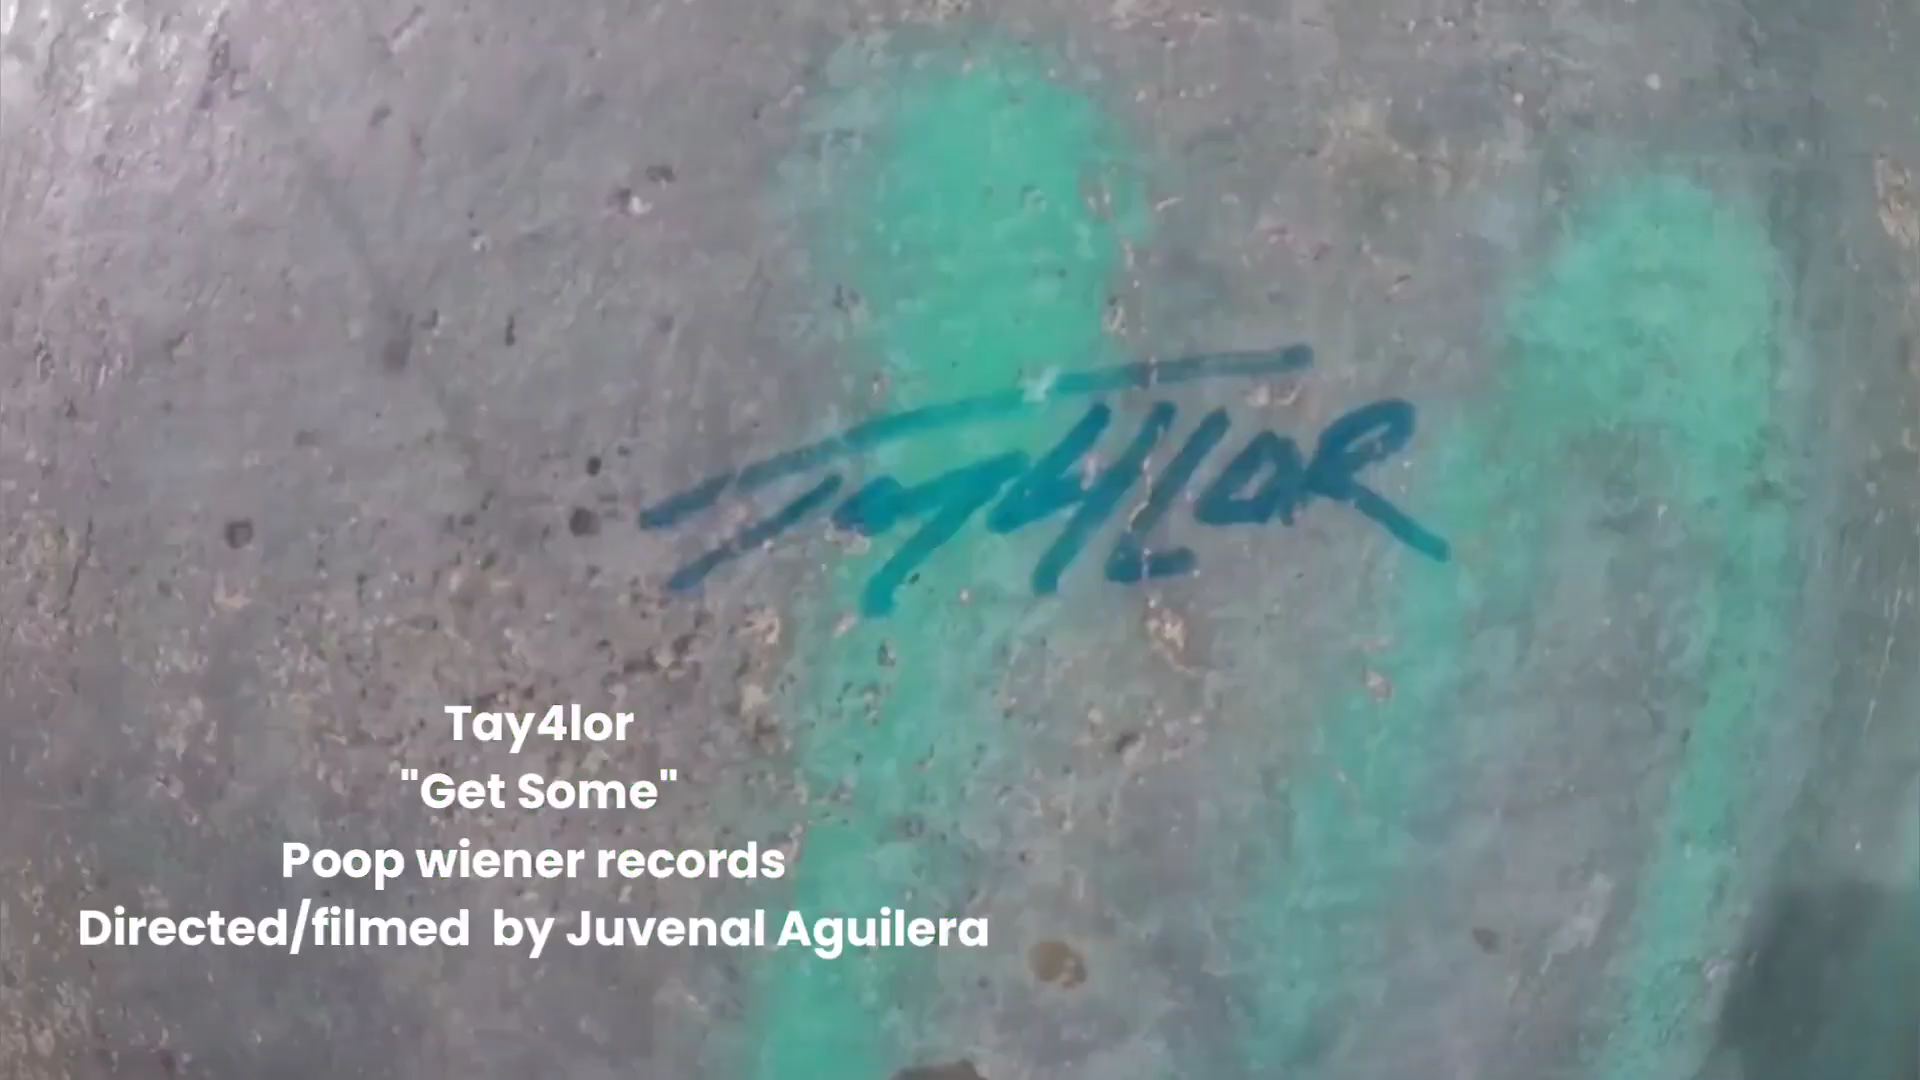 TAY4LOR
Tay4lor
"Get Some"
Poop wiener records
Directed/filmed by Juvenal Aguilera